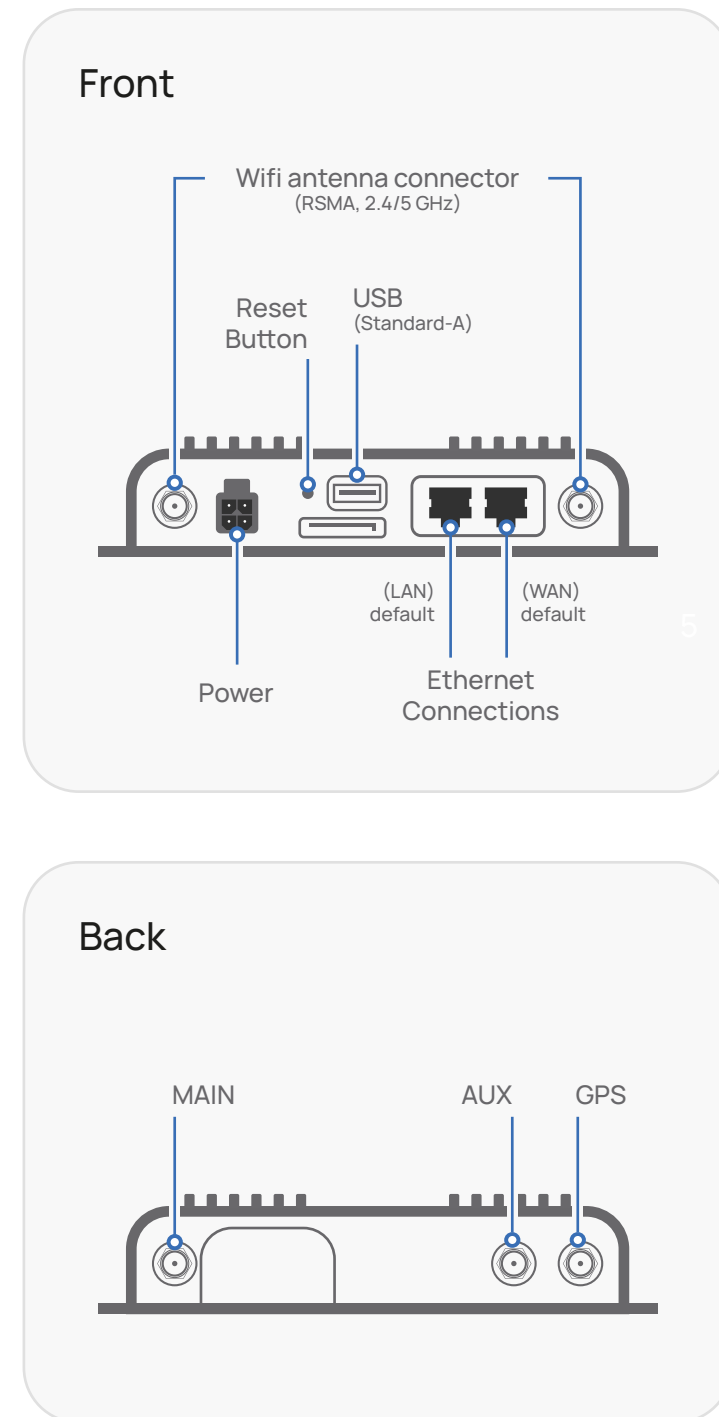 Front
Wifi antenna connector
(RSMA, 2.4/5 GHz)
Reset
Button
USB
(Standard-A)
(LAN)
default
(WAN)
default
5
Power
Ethernet
Connections
Back
MAIN
AUX
GPS